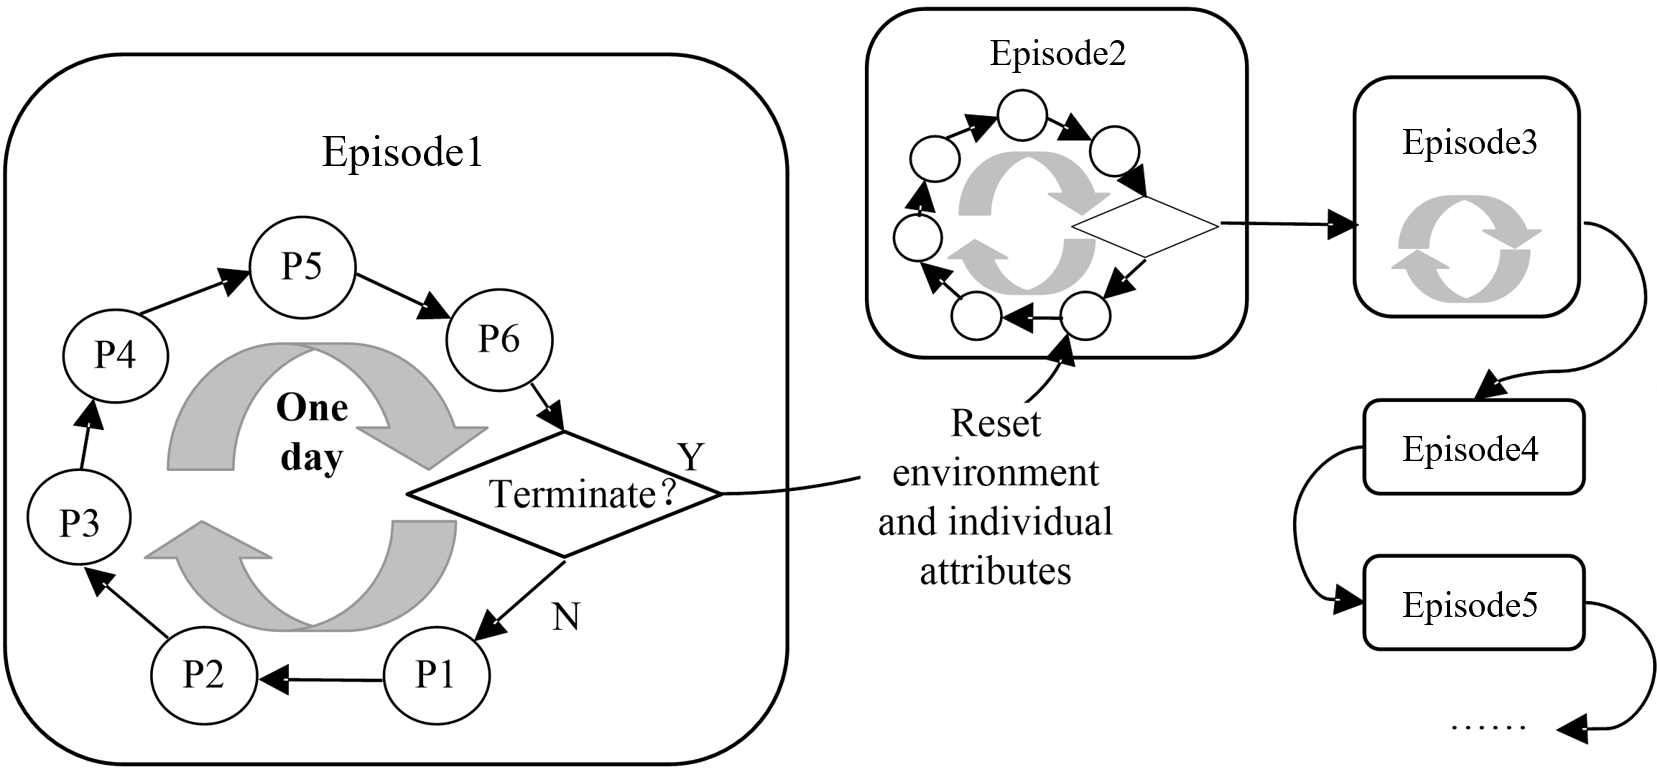 Episode1
P5
P6
P4
One
day
Y
Terminate？
P3
N
P2
P1
Episode2
Reset
environment
and individual
attributes
Episode3
Episode4
Episode5
......